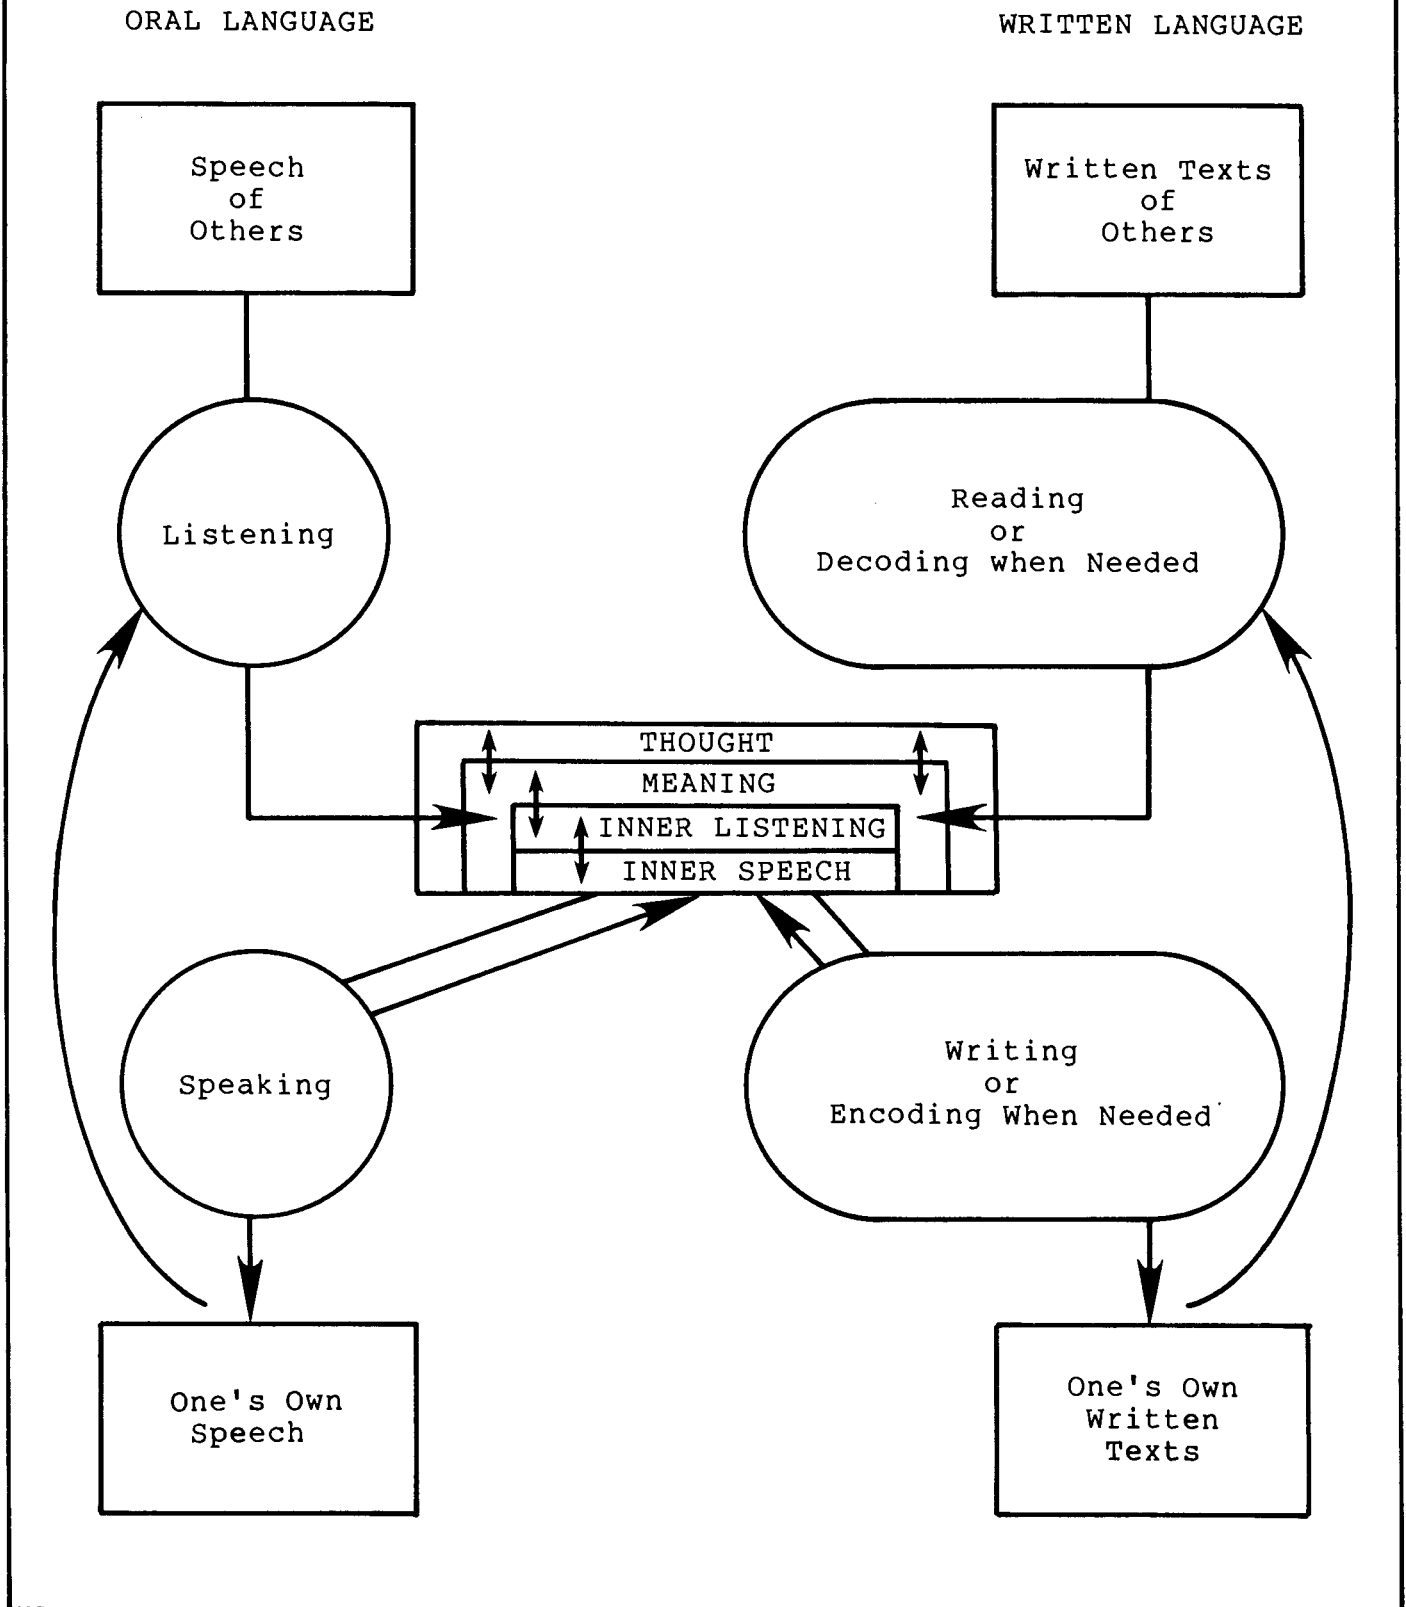 ORAL LANGUAGE
WRITTEN LANGUAGE
Speech
of
Others
Written Texts
of
Others
Listening
Reading
or
Decoding when Needed
THOUGHT
MEANING
INNER LISTENING
INNER SPEECH
Speaking
Writing
or
Encoding When Needed
One's Own
Speech
One's Own
Written
Texts